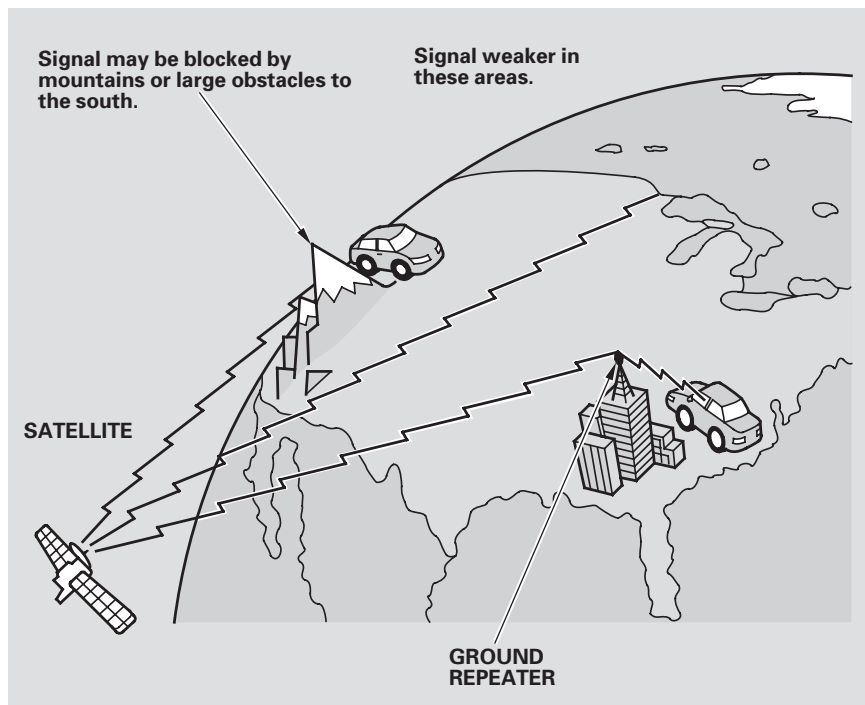 Signal may be blocked by
mountains or large obstacles to
the south.
Signal weaker in
these areas.
SATELLITE
GROUND
REPEATER